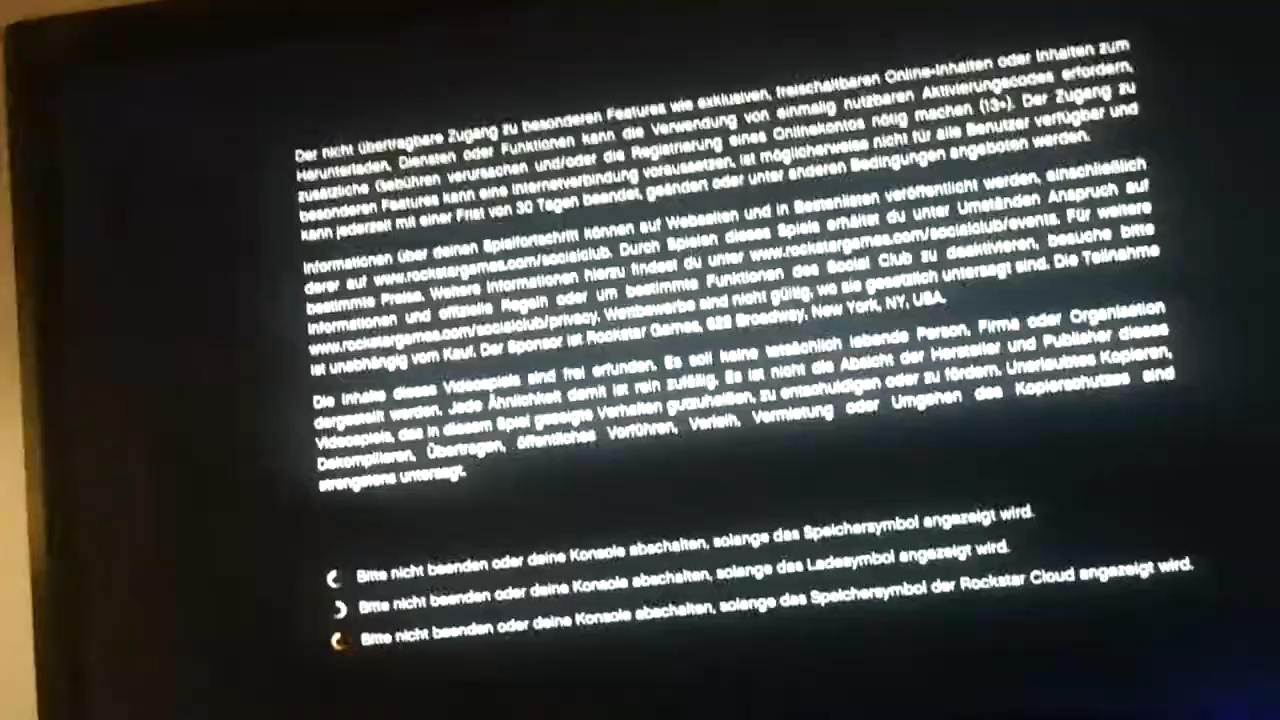 Der nicht übertragbare Zugang zu besonderen Features wie exklusiven, freischaltbaren Online-Inhalten oder Inhalten zum
Herunterladen, Diensten oder Funktionen kann die Verwendung von einmalig nutzbaren Aktivierungscodes erfordern,
zusätzliche Gebühren verursachen und/oder die Registrierung eines Onlinekontos nötig machen (13+). Der Zugang zu
besonderen Features kann eine Internetverbindung voraussetzen, ist möglicherweise nicht für alle Benutzer verfügbar und
kann jederzeit mit einer Frist von 30 Tagen beendet, geändert oder unter anderen Bedingungen angeboten werden.
Informationen über deinen Spielfortschritt können auf Webseiten und in Bestenlisten veröffentlicht werden, einschließlich
derer auf www.rockstargames.com/socialclub. Durch Spielen dieses Spiels erhältst du unter Umständen Anspruch auf
bestimmte Preise. Weitere Informationen hierzu findest du unter www.rockstargames.com/socialclub/events. Für weitere
Informationen und offizielle Regeln oder um bestimmte Funktionen des Social Club zu deaktivieren, besuche bitte
www.rockstargames.com/socialclub/privacy. Wettbewerbe sind nicht gültig, wo sie gesetzlich untersagt sind. Die Teilnahme
ist unabhängig vom Kauf. Der Sponsor ist Rockstar Games, 622 Broadway, New York, NY, USA.
Die Inhalte dieses Videospiels sind frei erfunden. Es soll keine tatsächlich lebende Person, Firma oder Organisation
dargestellt werden. Jede Ähnlichkeit damit ist rein zufällig. Es ist nicht die Absicht der Hersteller und Publisher dieses
Videospiels, das in diesem Spiel gezeigte Verhalten gutzuheißen, zu entschuldigen oder zu fördern. Unerlaubtes Kopieren,
Dekompilieren, Übertragen, öffentliches Vorführen, Verleih, Vermietung oder Umgehen des Kopierschutzes sind
strengstens untersagt.
Bitte nicht beenden oder deine Konsole abschalten, solange das Speichersymbol angezeigt wird.
Bitte nicht beenden oder deine Konsole abschalten, solange das Ladesymbol angezeigt wird.
Bitte nicht beenden oder deine Konsole abschalten, solange das Speichersymbol der Rockstar Cloud angezeigt wird.